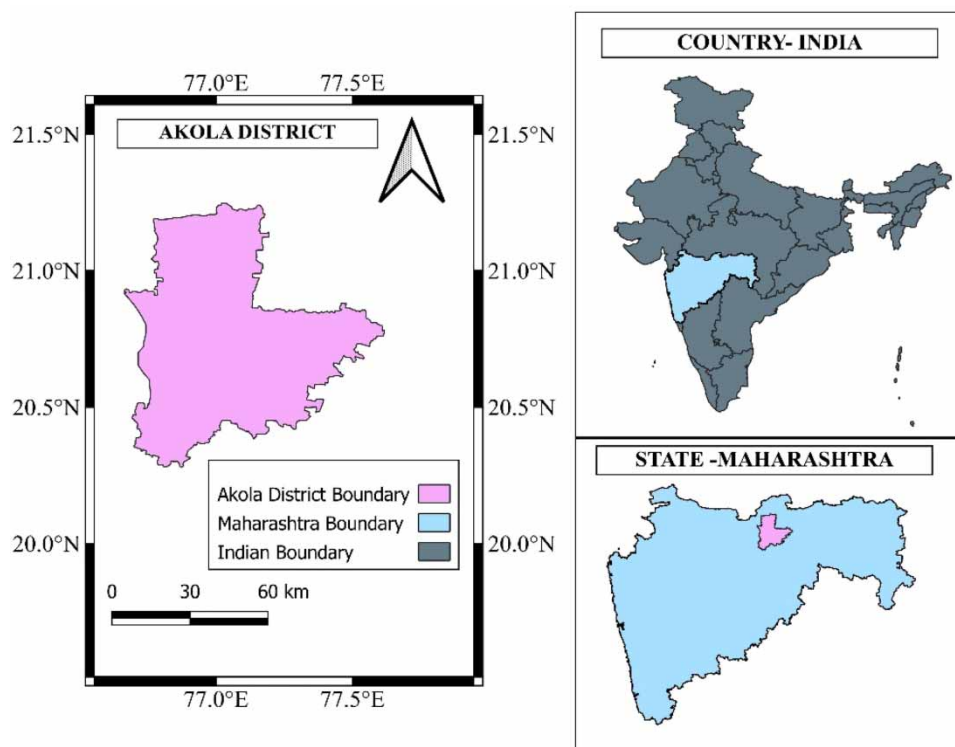 77.0°E 77.5°E
AKOLA DISTRICT
21.5°N 21.5°N
21.0°N 21.0°N
20.5°N 20.5°N
20.0°N 20.0°N
Akola District Boundary
Maharashtra Boundary
Indian Boundary
0 30 60 km
77.0°E 77.5°E
COUNTRY- INDIA
STATE -MAHARASHTRA